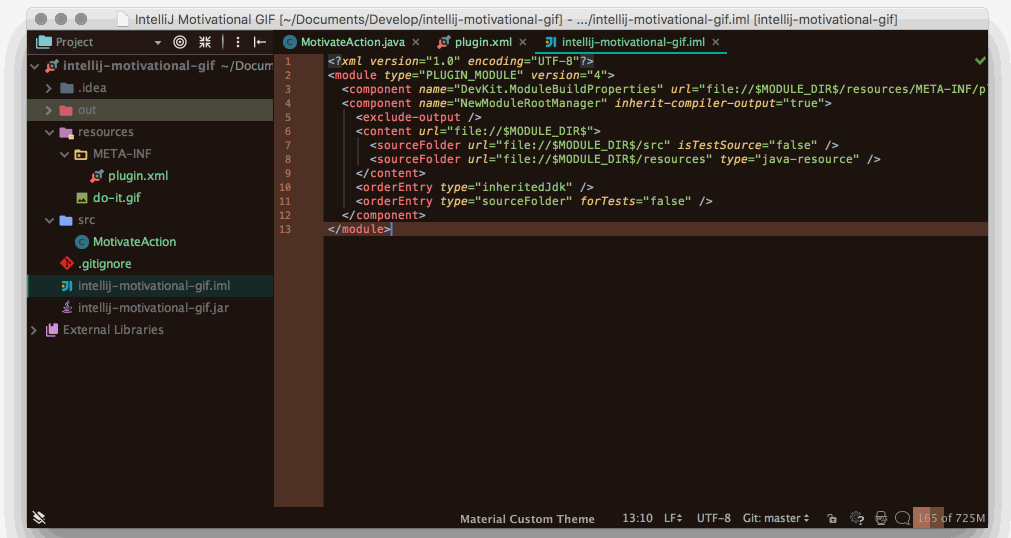 IntelliJ Motivational GIF [~/Documents/Develop/intellij-motivational-gif] - .../intellij-motivational-gif.iml [intellij-motivational-gif]
Project
MotivateAction.java
plugin.xml
intellij-motivational-gif.iml
intellij-motivational-gif ~/Docum
.idea
out
resources
META-INF
plugin.xml
do-it.gif
src
MotivateAction
.gitignore
intellij-motivational-gif.iml
intellij-motivational-gif.jar
External Libraries
1 <?xml version="1.0" encoding="UTF-8"?>
2 <module type="PLUGIN_MODULE" version="4">
3 <component name="DevKit.ModuleBuildProperties" url="file://$MODULE_DIR$/resources/META-INF/pl
4 <component name="NewModuleRootManager" inherit-compiler-output="true">
5 <exclude-output />
6 <content url="file://$MODULE_DIR$">
7 <sourceFolder url="file://$MODULE_DIR$/src" isTestSource="false" />
8 <sourceFolder url="file://$MODULE_DIR$/resources" type="java-resource" />
9 </content>
10 <orderEntry type="inheritedJdk" />
11 <orderEntry type="sourceFolder" forTests="false" />
12 </component>
13 </module>
Material Custom Theme 13:10 LF UTF-8 Git: master 165 of 725M